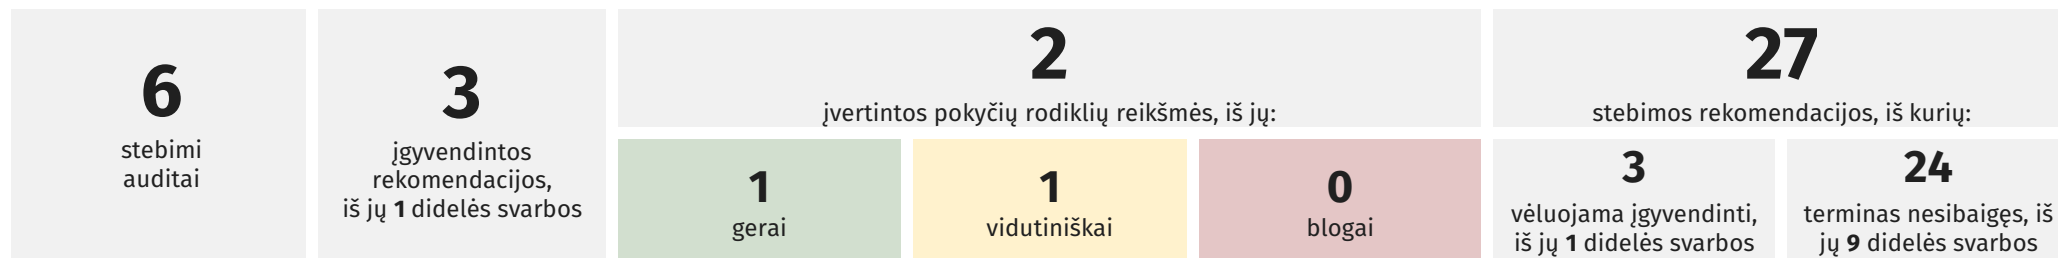 6
stebimi
auditai
3
įgyvendintos
rekomendacijos,
iš jų 1 didelės svarbos
2
įvertintos pokyčių rodiklių reikšmės, iš jų:
1
gerai
1
vidutiniškai
0
blogai
27
stebimos rekomendacijos, iš kurių:
3
vėluojama įgyvendinti,
iš jų 1 didelės svarbos
24
terminas nesibaigęs, iš
jų 9 didelės svarbos